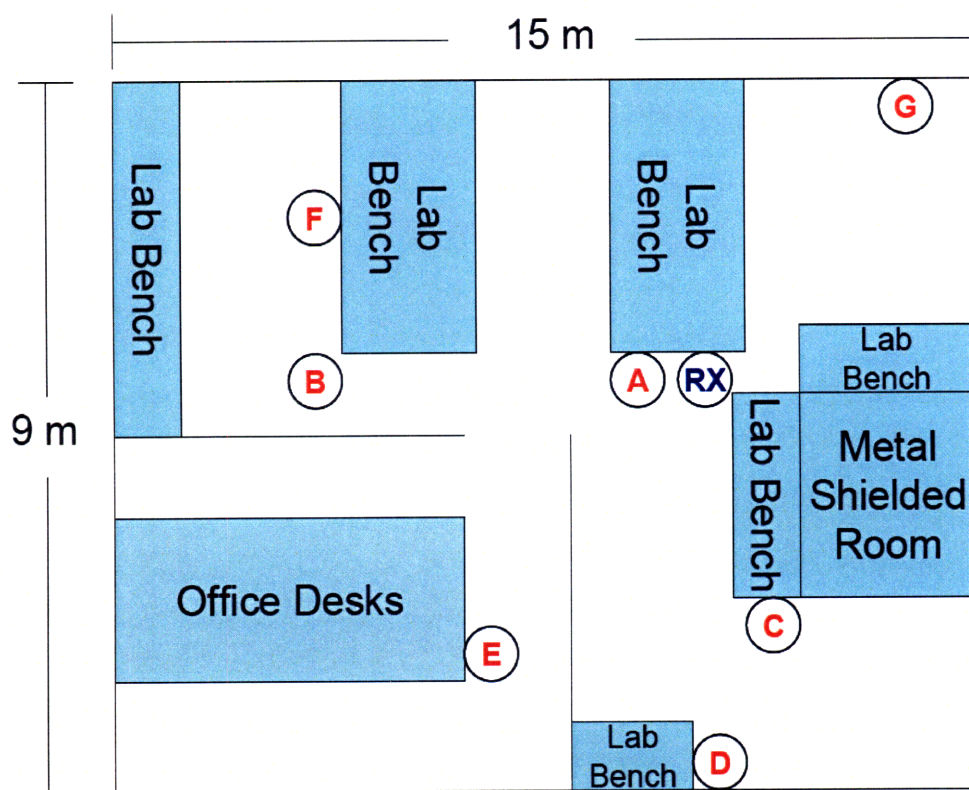 15 m
G
Lab Bench
Lab
Bench
Lab
Bench
F
B
A
RX
Lab
Bench
9 m
Lab Bench
Metal
Shielded
Room
Office Desks
C
E
Lab
Bench
D